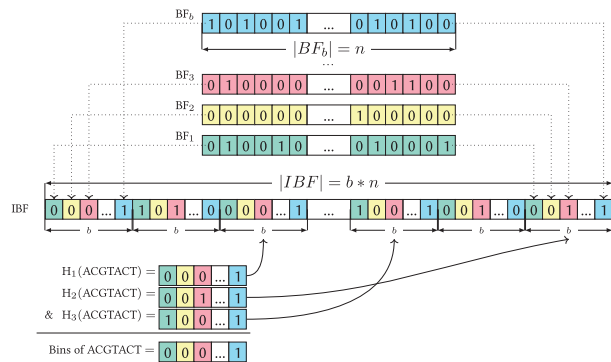 BF_b 1 0 1 0 0 1 ... 0 1 0 1 0 0
|BF_b| = n
...
BF_3 0 1 0 0 0 0 ... 0 0 1 1 0 0
BF_2 0 0 0 0 0 0 ... 1 0 0 0 0 0
BF_1 0 1 0 0 1 0 ... 0 1 0 0 0 1
|IBF| = b * n
IBF 0 0 0 ... 1 1 0 1 ... 0 0 0 0 ... 1 ... 1 0 0 ... 1 0 0 1 ... 0 0 0 1 ... 1
b b b b b b
H_1(ACGTACT) = 0 0 0 ... 1
H_2(ACGTACT) = 0 0 1 ... 1
& H_3(ACGTACT) = 1 0 0 ... 1
Bins of ACGTACT = 0 0 0 ... 1